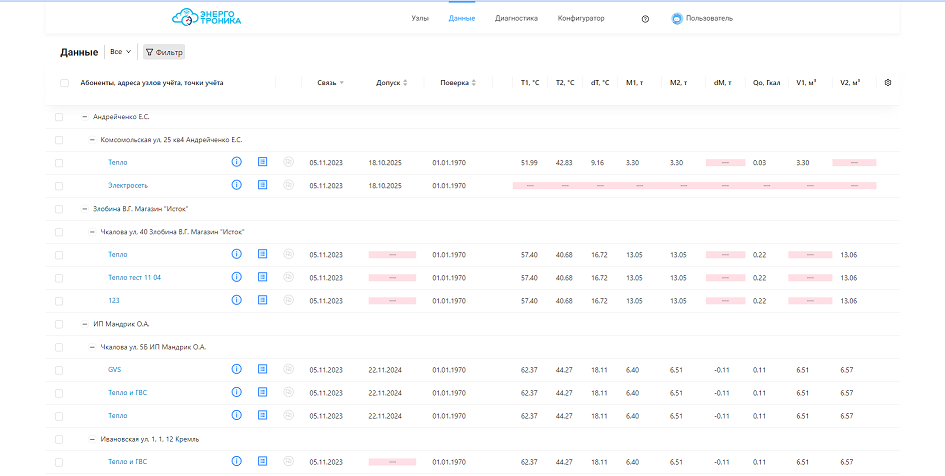 ЭНЕРГО
ТРОНИКА
Узлы Данные Диагностика Конфигуратор Пользователь
Данные Все Фильтр
Абоненты, адреса узлов учёта, точки учёта Связь Допуск Поверка T1, °C T2, °C dT, °C M1, т M2, т dM, т Qо, Гкал V1, м³ V2, м³
Андрейченко Е.С.
Комсомольская ул, 25 кв4 Андрейченко Е.С.
Тепло 05.11.2023 18.10.2025 01.01.1970 51.99 42.83 9.16 3.30 3.30 — 0.03 3.30 —
Электросеть 05.11.2023 18.10.2025 01.01.1970 — — — — — — — — —
Злобина В.Г. Магазин "Исток"
Чкалова ул, 40 Злобина В.Г. Магазин "Исток"
Тепло 05.11.2023 — 01.01.1970 57.40 40.68 16.72 13.05 13.05 — 0.22 — 13.06
Тепло тест 11 04 05.11.2023 — 01.01.1970 57.40 40.68 16.72 13.05 13.05 — 0.22 — 13.06
123 05.11.2023 — 01.01.1970 57.40 40.68 16.72 13.05 13.05 — 0.22 — 13.06
ИП Мандрик О.А.
Чкалова ул, 5Б ИП Мандрик О.А.
GVS 05.11.2023 22.11.2024 01.01.1970 62.37 44.27 18.11 6.40 6.51 -0.11 0.11 6.51 6.57
Тепло и ГВС 05.11.2023 22.11.2024 01.01.1970 62.37 44.27 18.11 6.40 6.51 -0.11 0.11 6.51 6.57
Тепло 05.11.2023 22.11.2024 01.01.1970 62.37 44.27 18.11 6.40 6.51 -0.11 0.11 6.51 6.57
Ивановская ул, 1, 1, 12 Кремль
Тепло и ГВС 05.11.2023 — 01.01.1970 62.37 44.27 18.11 6.40 6.51 -0.11 0.11 6.51 6.57